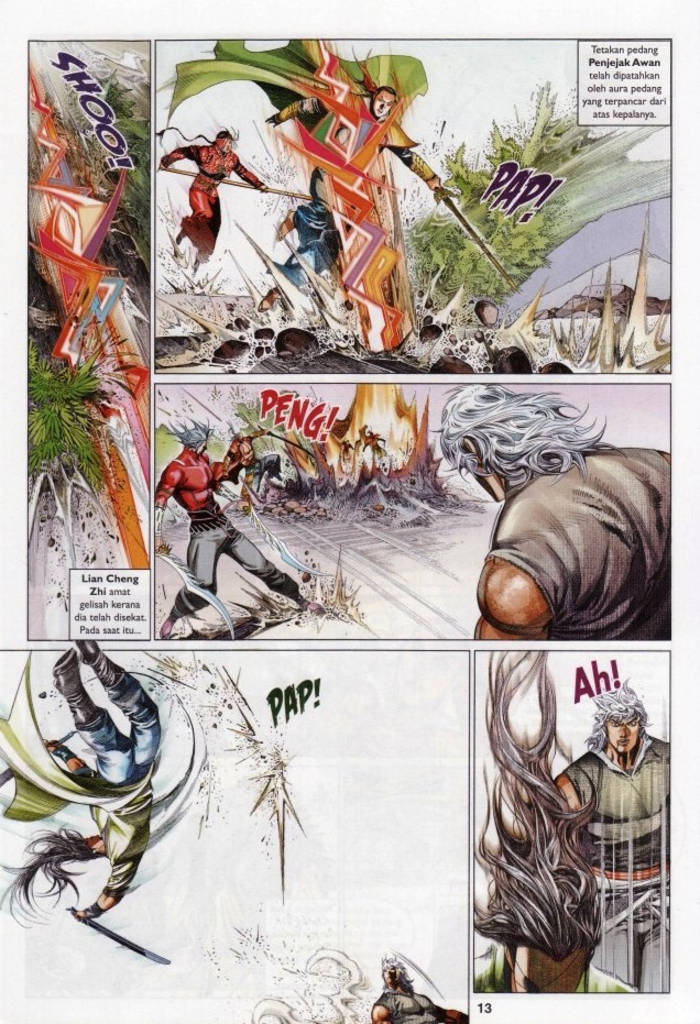 SHOOO!
Tetakan pedang
Penjejak Awan
telah dipatahkan
oleh aura pedang
yang terpancar dari
atas kepalanya.
PAP!
PENG!
Lian Cheng
Zhi amat
gelisah kerana
dia telah disekat.
Pada saat itu...
PAP!
Ah!
13